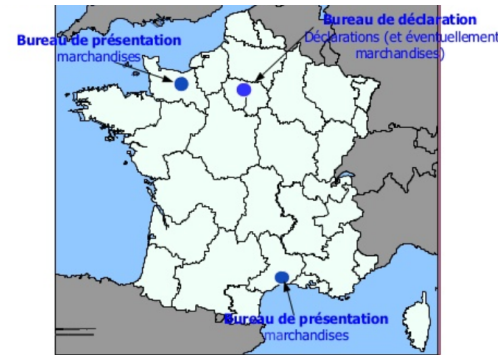 Bureau de déclaration
Déclarations (et éventuellement
marchandises)
Bureau de présentation
marchandises
Bureau de présentation
marchandises